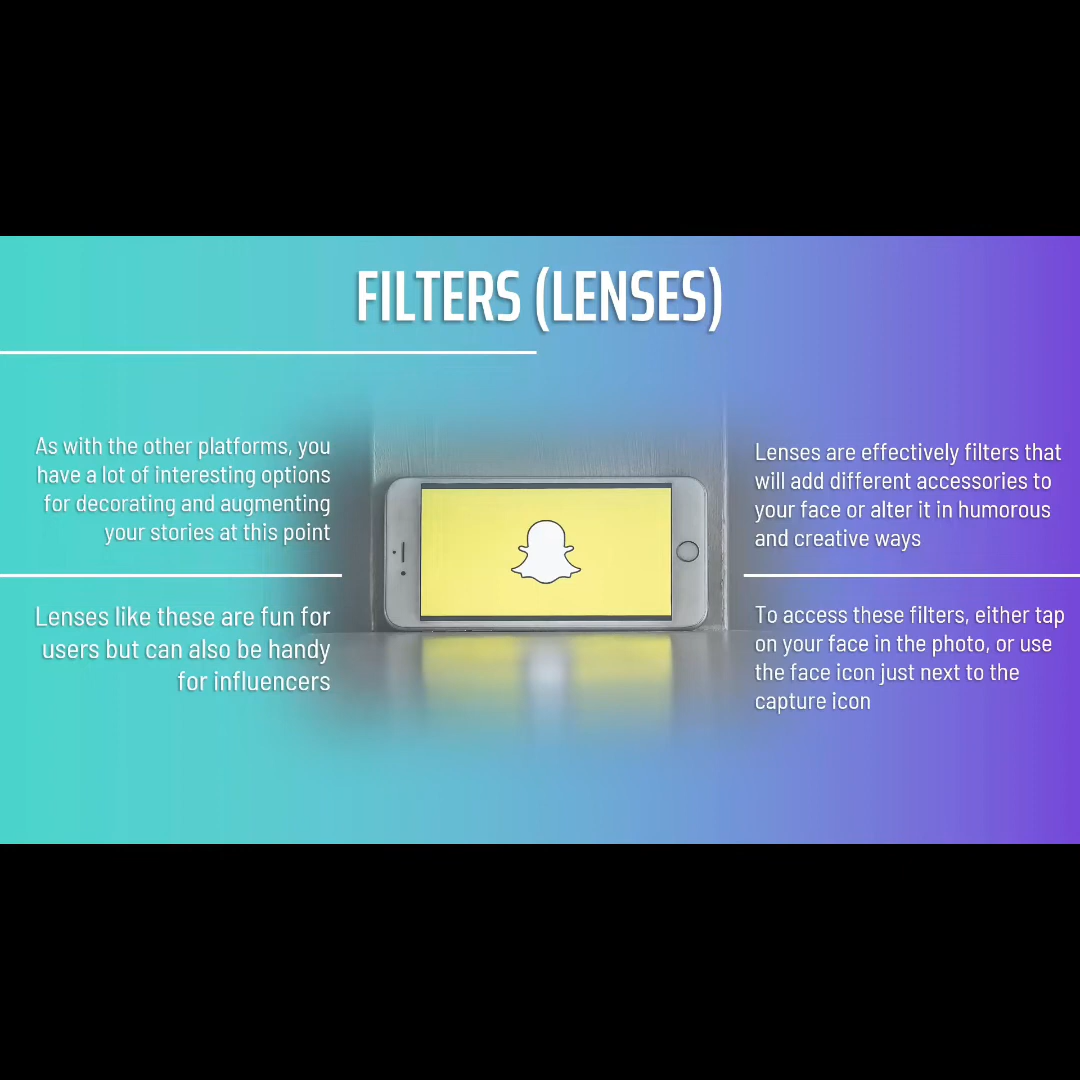 FILTERS (LENSES)
As with the other platforms, you
have a lot of interesting options
for decorating and augmenting
your stories at this point
Lenses like these are fun for
users but can also be handy
for influencers
Lenses are effectively filters that
will add different accessories to
your face or alter it in humorous
and creative ways
To access these filters, either tap
on your face in the photo, or use
the face icon just next to the
capture icon